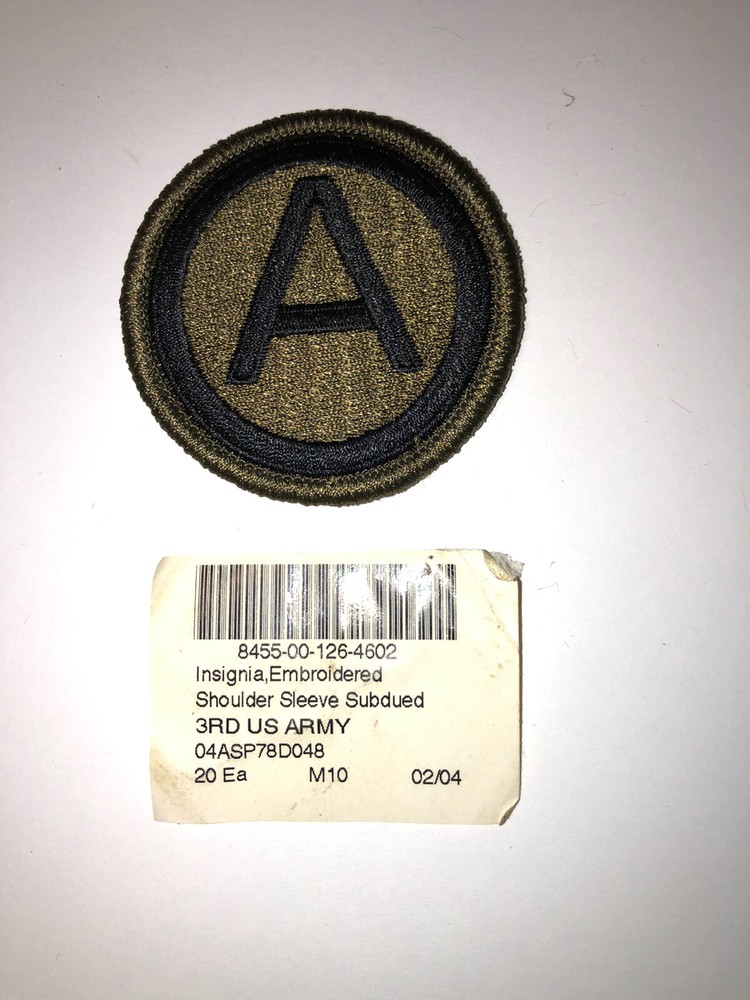 A
8455-00-126-4602
Insignia,Embroidered
Shoulder Sleeve Subdued
3RD US ARMY
04ASP78D048
20 Ea M10 02/04